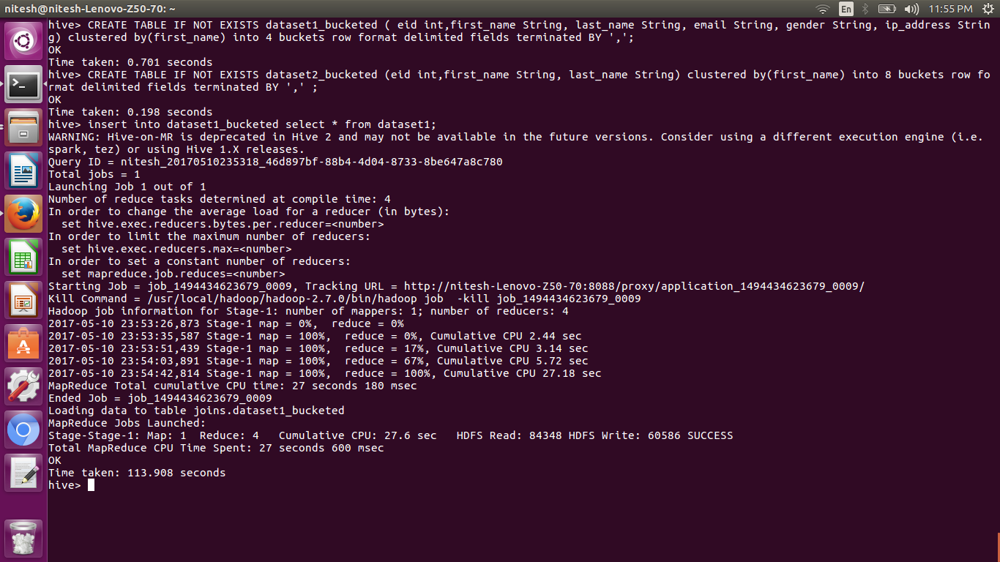 nitesh@nitesh-Lenovo-Z50-70: ~
En
11:55 PM
hive> CREATE TABLE IF NOT EXISTS dataset1_bucketed ( eid int,first_name String, last_name String, email String, gender String, ip_address Strin
g) clustered by(first_name) into 4 buckets row format delimited fields terminated BY ',';
OK
Time taken: 0.701 seconds
hive> CREATE TABLE IF NOT EXISTS dataset2_bucketed (eid int,first_name String, last_name String) clustered by(first_name) into 8 buckets row fo
rmat delimited fields terminated BY ',' ;
OK
Time taken: 0.198 seconds
hive> insert into dataset1_bucketed select * from dataset1;
WARNING: Hive-on-MR is deprecated in Hive 2 and may not be available in the future versions. Consider using a different execution engine (i.e.
spark, tez) or using Hive 1.X releases.
Query ID = nitesh_20170510235318_46d897bf-88b4-4d04-8733-8be647a8c780
Total jobs = 1
Launching Job 1 out of 1
Number of reduce tasks determined at compile time: 4
In order to change the average load for a reducer (in bytes):
  set hive.exec.reducers.bytes.per.reducer=<number>
In order to limit the maximum number of reducers:
  set hive.exec.reducers.max=<number>
In order to set a constant number of reducers:
  set mapreduce.job.reduces=<number>
Starting Job = job_1494434623679_0009, Tracking URL = http://nitesh-Lenovo-Z50-70:8088/proxy/application_1494434623679_0009/
Kill Command = /usr/local/hadoop/hadoop-2.7.0/bin/hadoop job  -kill job_1494434623679_0009
Hadoop job information for Stage-1: number of mappers: 1; number of reducers: 4
2017-05-10 23:53:26,873 Stage-1 map = 0%,  reduce = 0%
2017-05-10 23:53:35,587 Stage-1 map = 100%,  reduce = 0%, Cumulative CPU 2.44 sec
2017-05-10 23:53:51,439 Stage-1 map = 100%,  reduce = 17%, Cumulative CPU 3.14 sec
2017-05-10 23:54:03,891 Stage-1 map = 100%,  reduce = 67%, Cumulative CPU 5.72 sec
2017-05-10 23:54:42,814 Stage-1 map = 100%,  reduce = 100%, Cumulative CPU 27.18 sec
MapReduce Total cumulative CPU time: 27 seconds 180 msec
Ended Job = job_1494434623679_0009
Loading data to table joins.dataset1_bucketed
MapReduce Jobs Launched:
Stage-Stage-1: Map: 1  Reduce: 4   Cumulative CPU: 27.6 sec   HDFS Read: 84348 HDFS Write: 60586 SUCCESS
Total MapReduce CPU Time Spent: 27 seconds 600 msec
OK
Time taken: 113.908 seconds
hive>